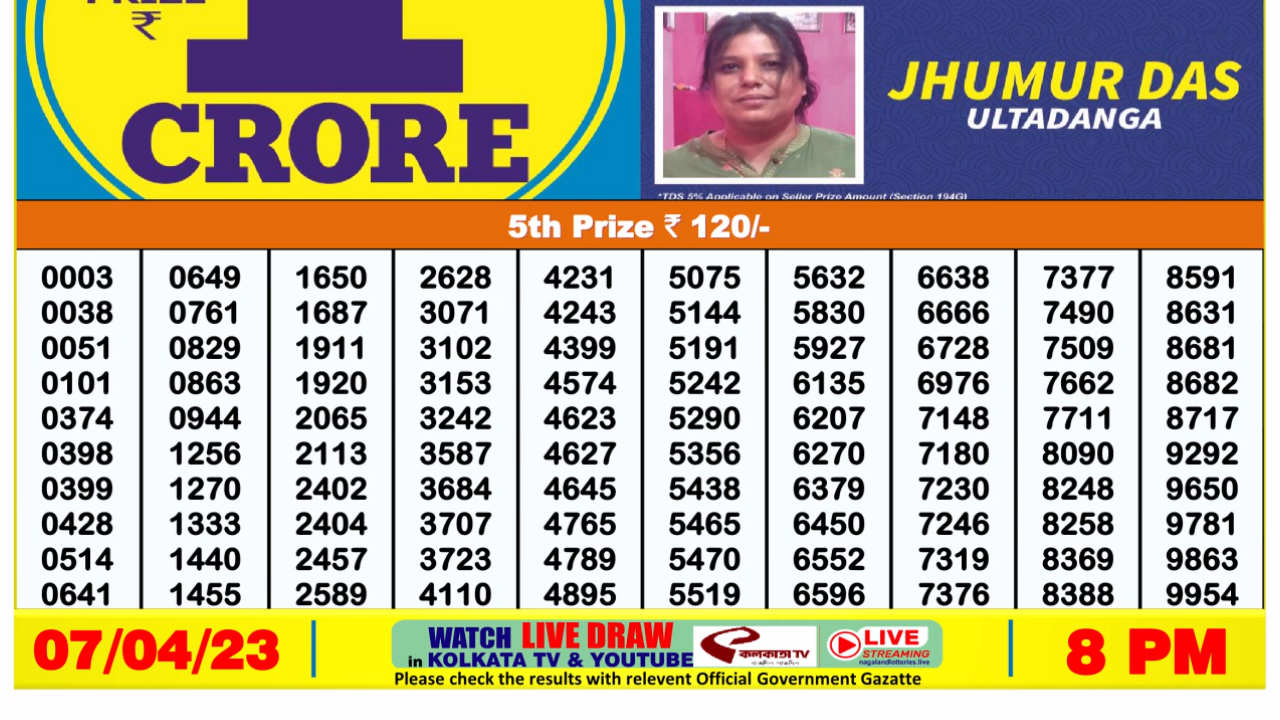 PRIZE
₹
1
CRORE
JHUMUR DAS
ULTADANGA
*TDS 5% Applicable on Seller Prize Amount (Section 194G)
5th Prize ₹ 120/-
0003 0649 1650 2628 4231 5075 5632 6638 7377 8591
0038 0761 1687 3071 4243 5144 5830 6666 7490 8631
0051 0829 1911 3102 4399 5191 5927 6728 7509 8681
0101 0863 1920 3153 4574 5242 6135 6976 7662 8682
0374 0944 2065 3242 4623 5290 6207 7148 7711 8717
0398 1256 2113 3587 4627 5356 6270 7180 8090 9292
0399 1270 2402 3684 4645 5438 6379 7230 8248 9650
0428 1333 2404 3707 4765 5465 6450 7246 8258 9781
0514 1440 2457 3723 4789 5470 6552 7319 8369 9863
0641 1455 2589 4110 4895 5519 6596 7376 8388 9954
07/04/23
WATCH LIVE DRAW
in KOLKATA TV & YOUTUBE
কলকাতা TV
LIVE
STREAMING
nagalandlotteries.live
8 PM
Please check the results with relevent Official Government Gazatte